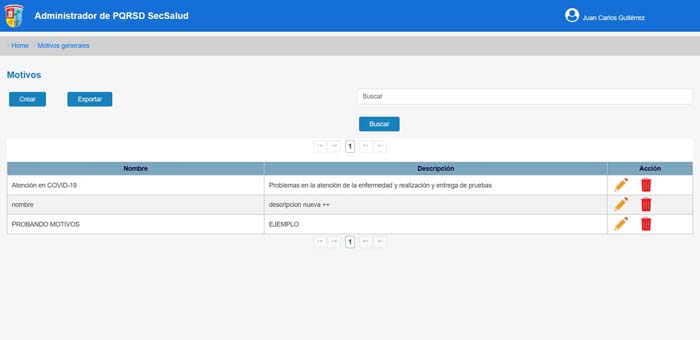 Administrador de PQRSD SecSalud
Juan Carlos Gutiérrez
Home Motivos generales
Motivos
Crear Exportar Buscar
Buscar
1
Nombre Descripción Acción
Atención en COVID-19 Problemas en la atención de la enfermedad y realización y entrega de pruebas
nombre descripcion nueva ++
PROBANDO MOTIVOS EJEMPLO
1